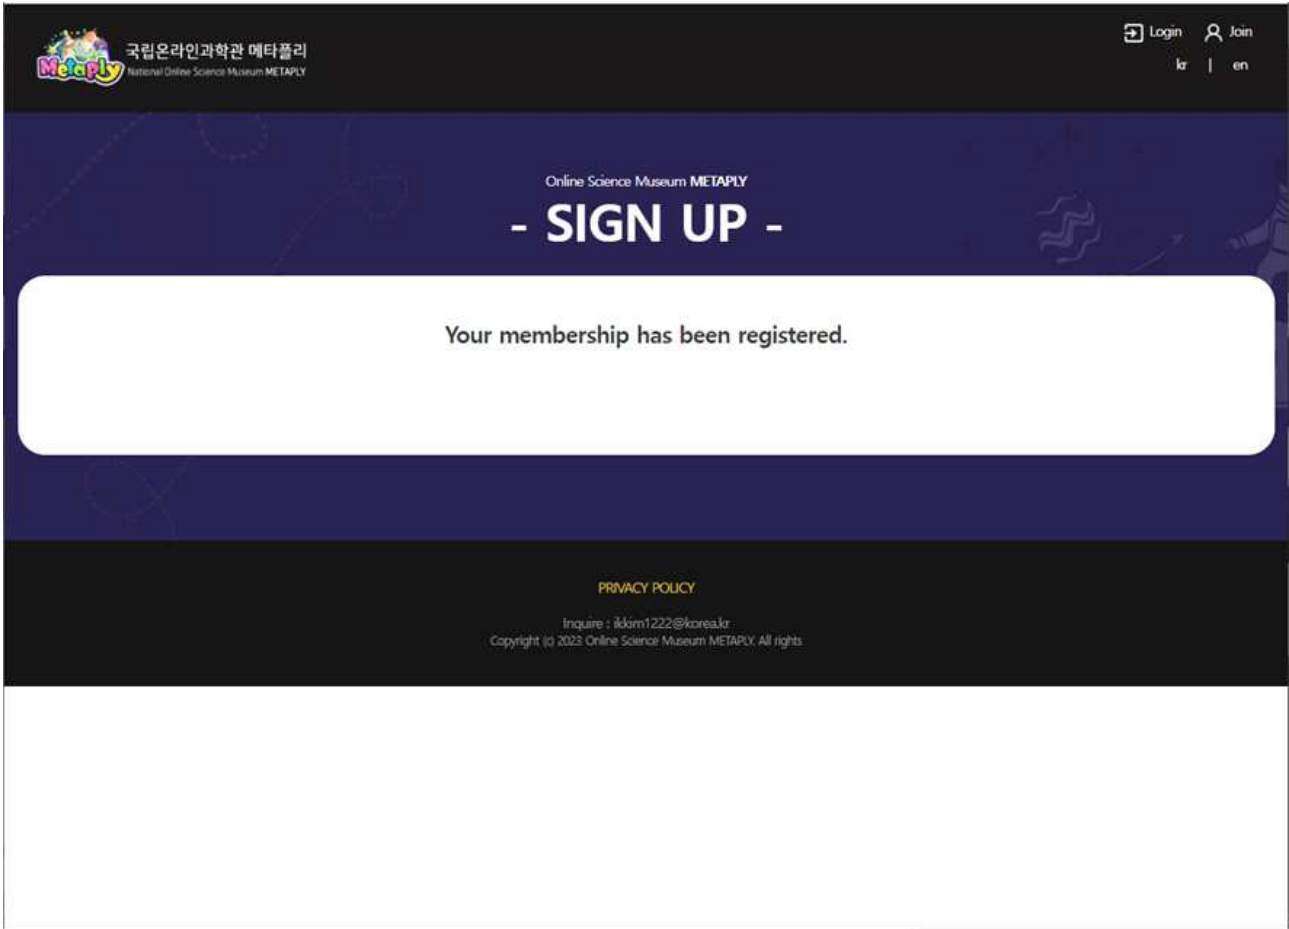 Metaply
국립온라인과학관 메타플리
National Online Science Museum METAPLY
Login Join
kr | en
Online Science Museum METAPLY
- SIGN UP -
Your membership has been registered.
PRIVACY POLICY
Inquire : ikkim1222@korea.kr
Copyright (c) 2023 Online Science Museum METAPLY. All rights